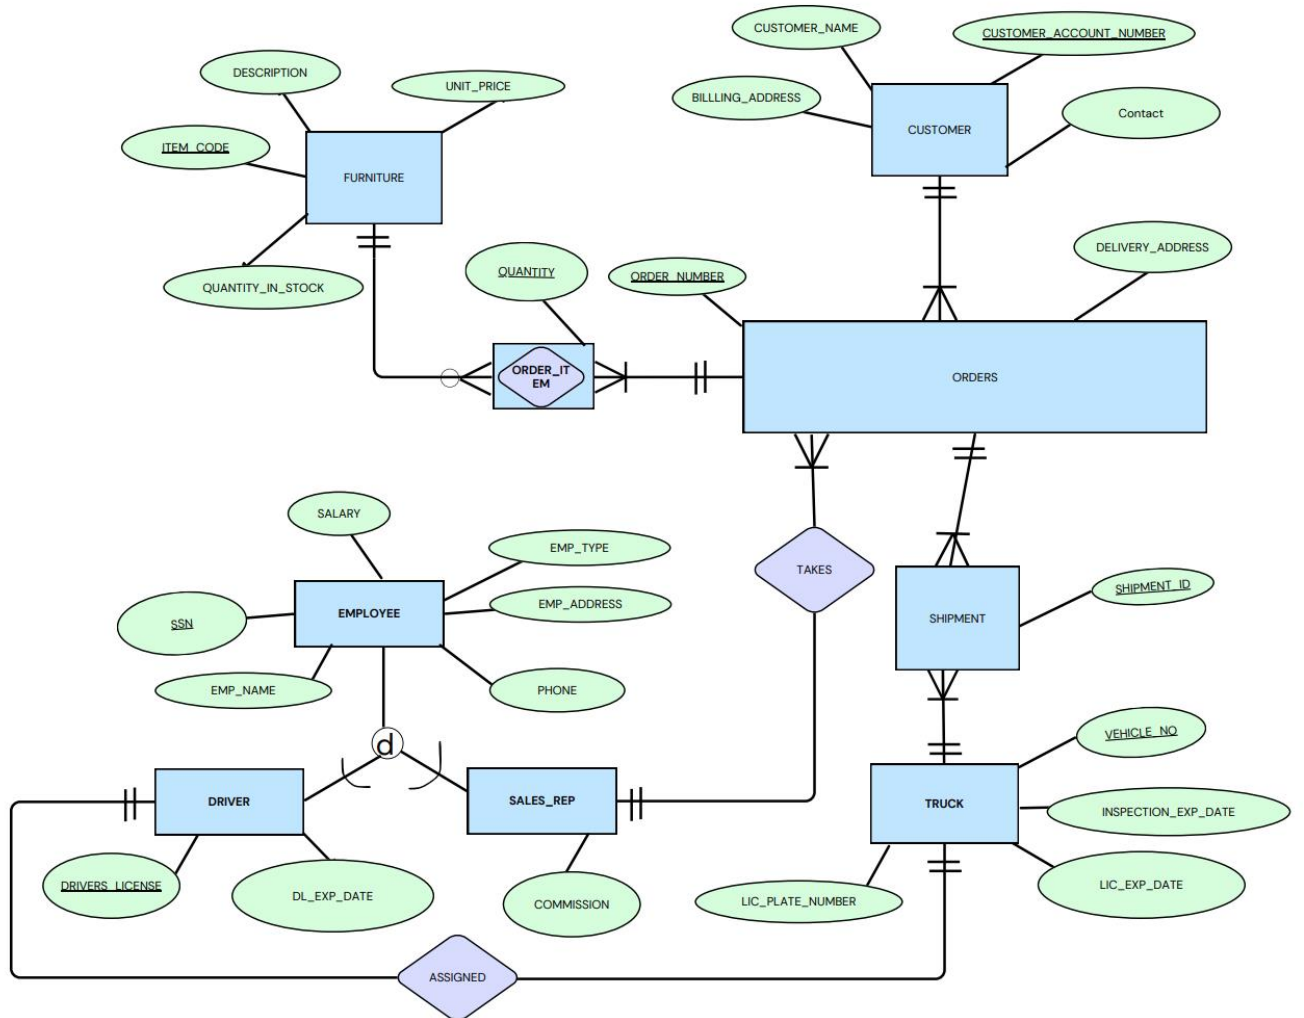 CUSTOMER_NAME
CUSTOMER_ACCOUNT_NUMBER
DESCRIPTION
UNIT_PRICE
BILLLING_ADDRESS
Contact
CUSTOMER
ITEM_CODE
FURNITURE
QUANTITY_IN_STOCK
QUANTITY
ORDER_NUMBER
DELIVERY_ADDRESS
ORDER_IT
EM
ORDERS
SALARY
EMP_TYPE
TAKES
EMP_ADDRESS
SHIPMENT_ID
SSN
EMPLOYEE
SHIPMENT
EMP_NAME
PHONE
VEHICLE_NO
d
DRIVER
SALES_REP
TRUCK
INSPECTION_EXP_DATE
DRIVERS_LICENSE
DL_EXP_DATE
COMMISSION
LIC_PLATE_NUMBER
LIC_EXP_DATE
ASSIGNED